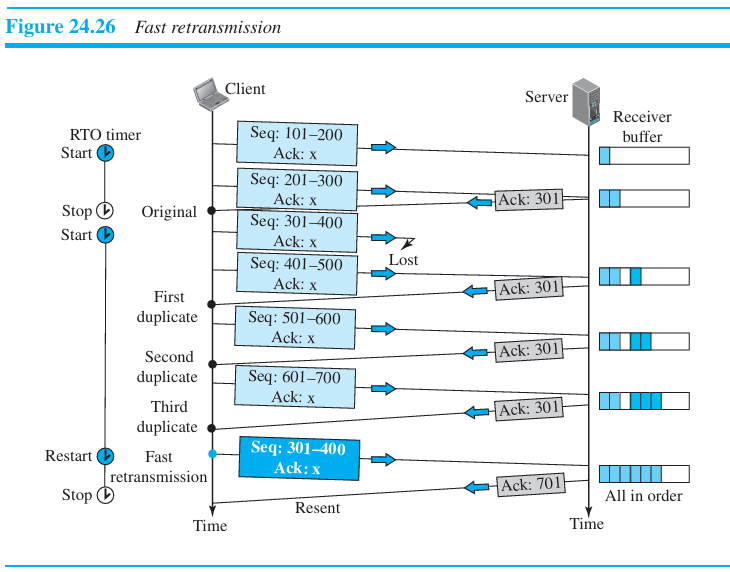 Figure 24.26 Fast retransmission
Client
Server
Receiver
buffer
RTO timer
Start
Seq: 101–200
Ack: x
Seq: 201–300
Ack: x
Ack: 301
Stop
Original
Start
Seq: 301–400
Ack: x
Lost
Seq: 401–500
Ack: x
Ack: 301
First
duplicate
Seq: 501–600
Ack: x
Ack: 301
Second
duplicate
Seq: 601–700
Ack: x
Ack: 301
Third
duplicate
Restart
Fast
retransmission
Seq: 301–400
Ack: x
Ack: 701
All in order
Stop
Resent
Time
Time